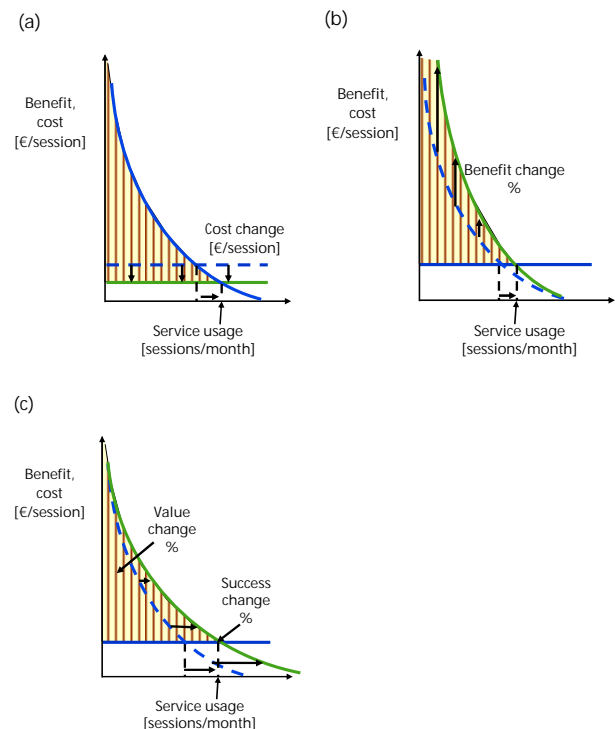 (a)
Benefit,
cost
[€/session]
Cost change
[€/session]
Service usage
[sessions/month]
(b)
Benefit,
cost
[€/session]
Benefit change
%
Service usage
[sessions/month]
(c)
Benefit,
cost
[€/session]
Value
change
%
Success
change
%
Service usage
[sessions/month]